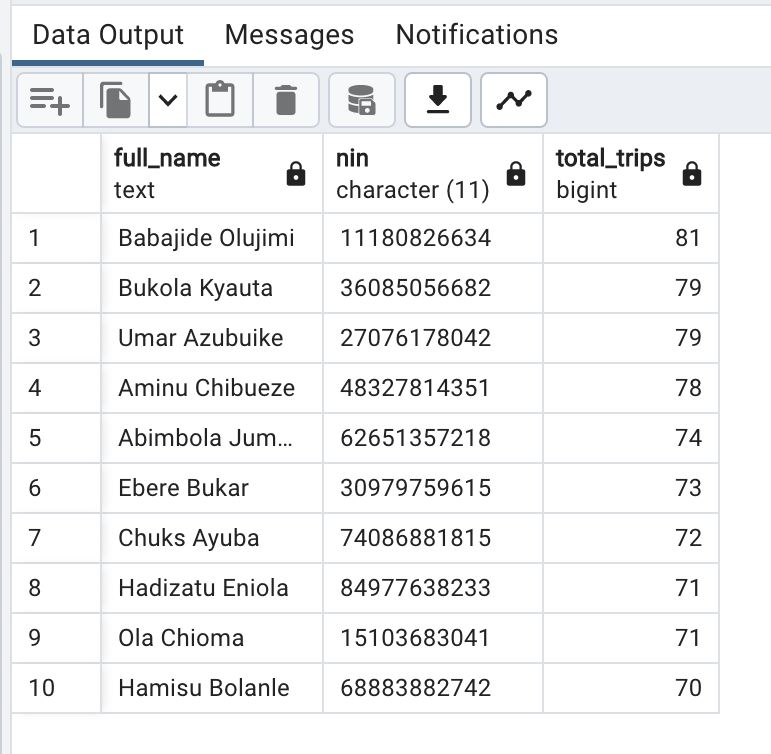 Data Output Messages Notifications
full_name nin total_trips
text character (11) bigint
1 Babajide Olujimi 11180826634 81
2 Bukola Kyauta 36085056682 79
3 Umar Azubuike 27076178042 79
4 Aminu Chibueze 48327814351 78
5 Abimbola Jum… 62651357218 74
6 Ebere Bukar 30979759615 73
7 Chuks Ayuba 74086881815 72
8 Hadizatu Eniola 84977638233 71
9 Ola Chioma 15103683041 71
10 Hamisu Bolanle 68883882742 70